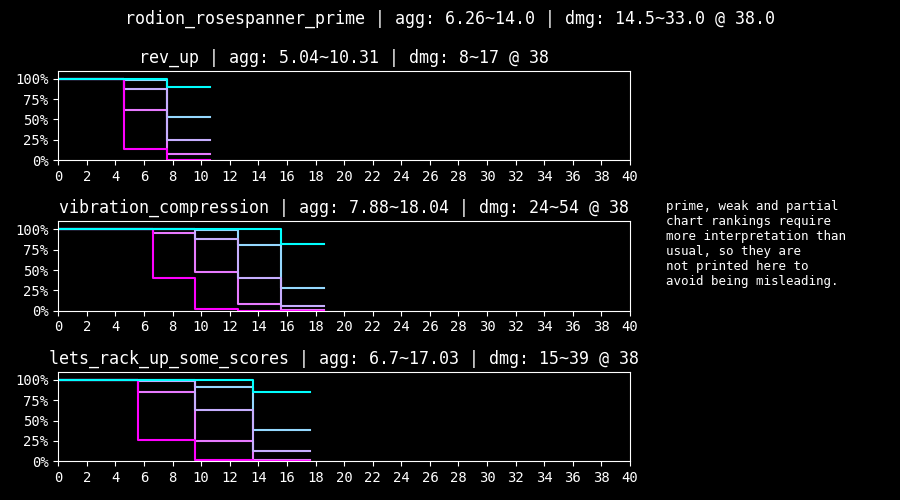 rodion_rosespanner_prime | agg: 6.26~14.0 | dmg: 14.5~33.0 @ 38.0
rev_up | agg: 5.04~10.31 | dmg: 8~17 @ 38
100%
75%
50%
25%
0%
0 2 4 6 8 10 12 14 16 18 20 22 24 26 28 30 32 34 36 38 40
vibration_compression | agg: 7.88~18.04 | dmg: 24~54 @ 38
100%
75%
50%
25%
0%
0 2 4 6 8 10 12 14 16 18 20 22 24 26 28 30 32 34 36 38 40
prime, weak and partial
chart rankings require
more interpretation than
usual, so they are
not printed here to
avoid being misleading.
lets_rack_up_some_scores | agg: 6.7~17.03 | dmg: 15~39 @ 38
100%
75%
50%
25%
0%
0 2 4 6 8 10 12 14 16 18 20 22 24 26 28 30 32 34 36 38 40